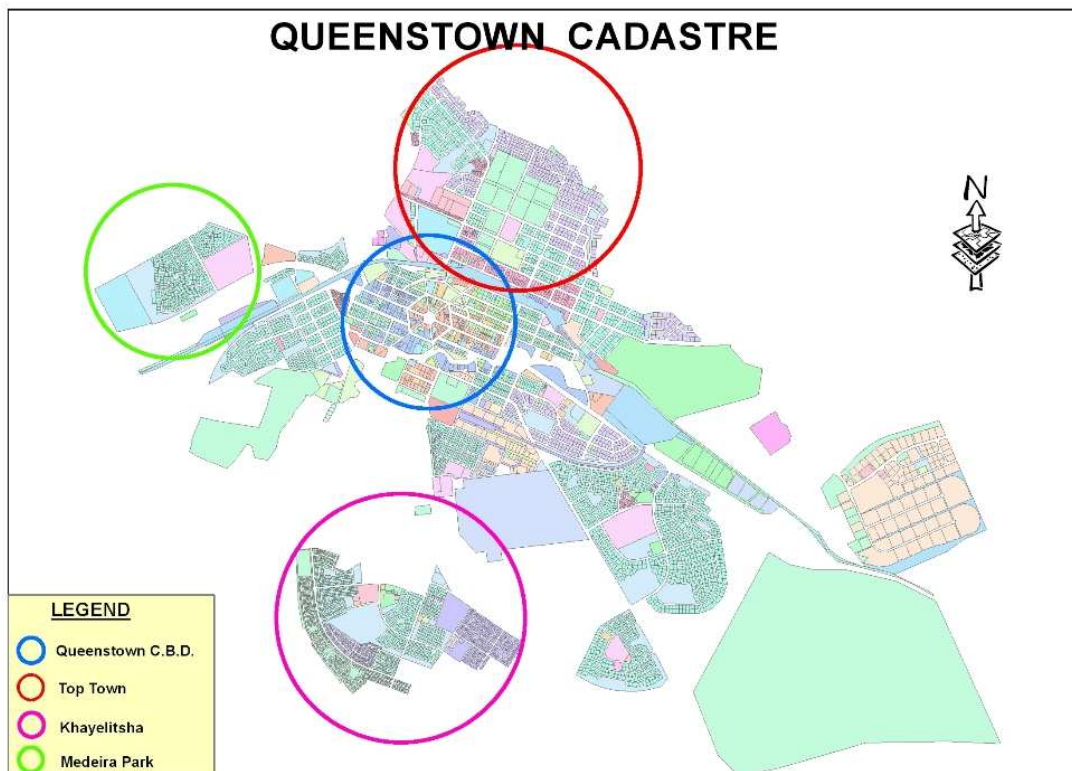 QUEENSTOWN CADASTRE
N
LEGEND
Queenstown C.B.D.
Top Town
Khayelitsha
Medeira Park